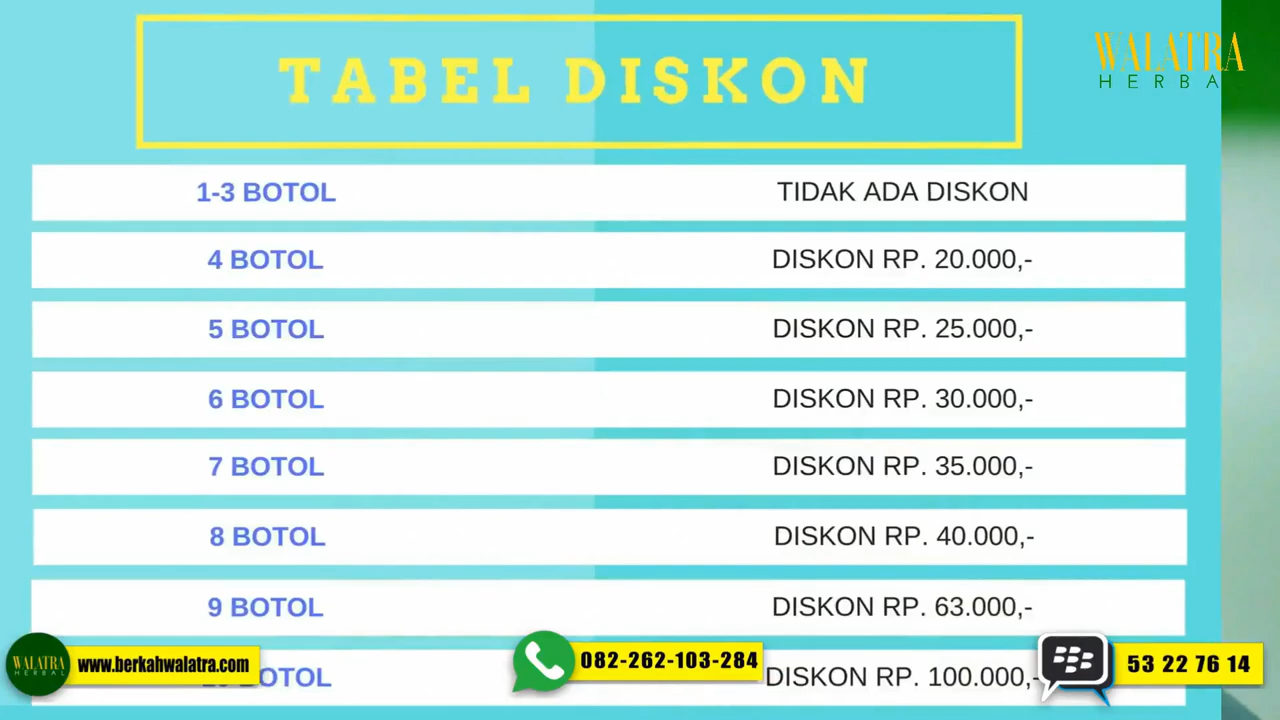 TABEL DISKON
WALATRA
HERBA
1-3 BOTOL TIDAK ADA DISKON
4 BOTOL DISKON RP. 20.000,-
5 BOTOL DISKON RP. 25.000,-
6 BOTOL DISKON RP. 30.000,-
7 BOTOL DISKON RP. 35.000,-
8 BOTOL DISKON RP. 40.000,-
9 BOTOL DISKON RP. 63.000,-
BOTOL DISKON RP. 100.000,-
WALATRA
HERBAL
www.berkahwalatra.com
082-262-103-284
53 22 76 14